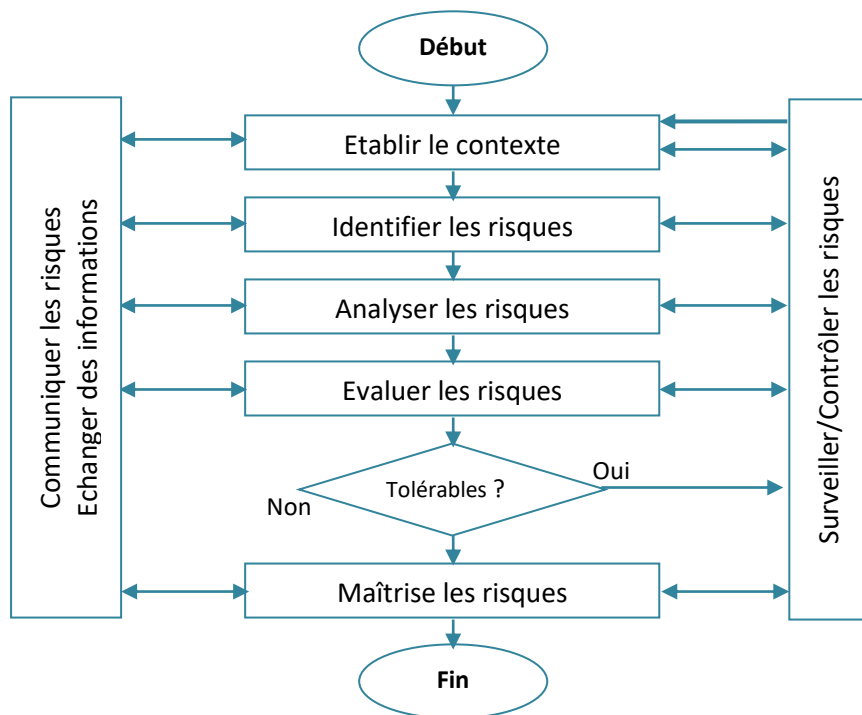 Début
Etablir le contexte
Identifier les risques
Analyser les risques
Evaluer les risques
Tolérables ?
Oui
Non
Maîtrise les risques
Fin
Communiquer les risques
Echanger des informations
Surveiller/Contrôler les risques